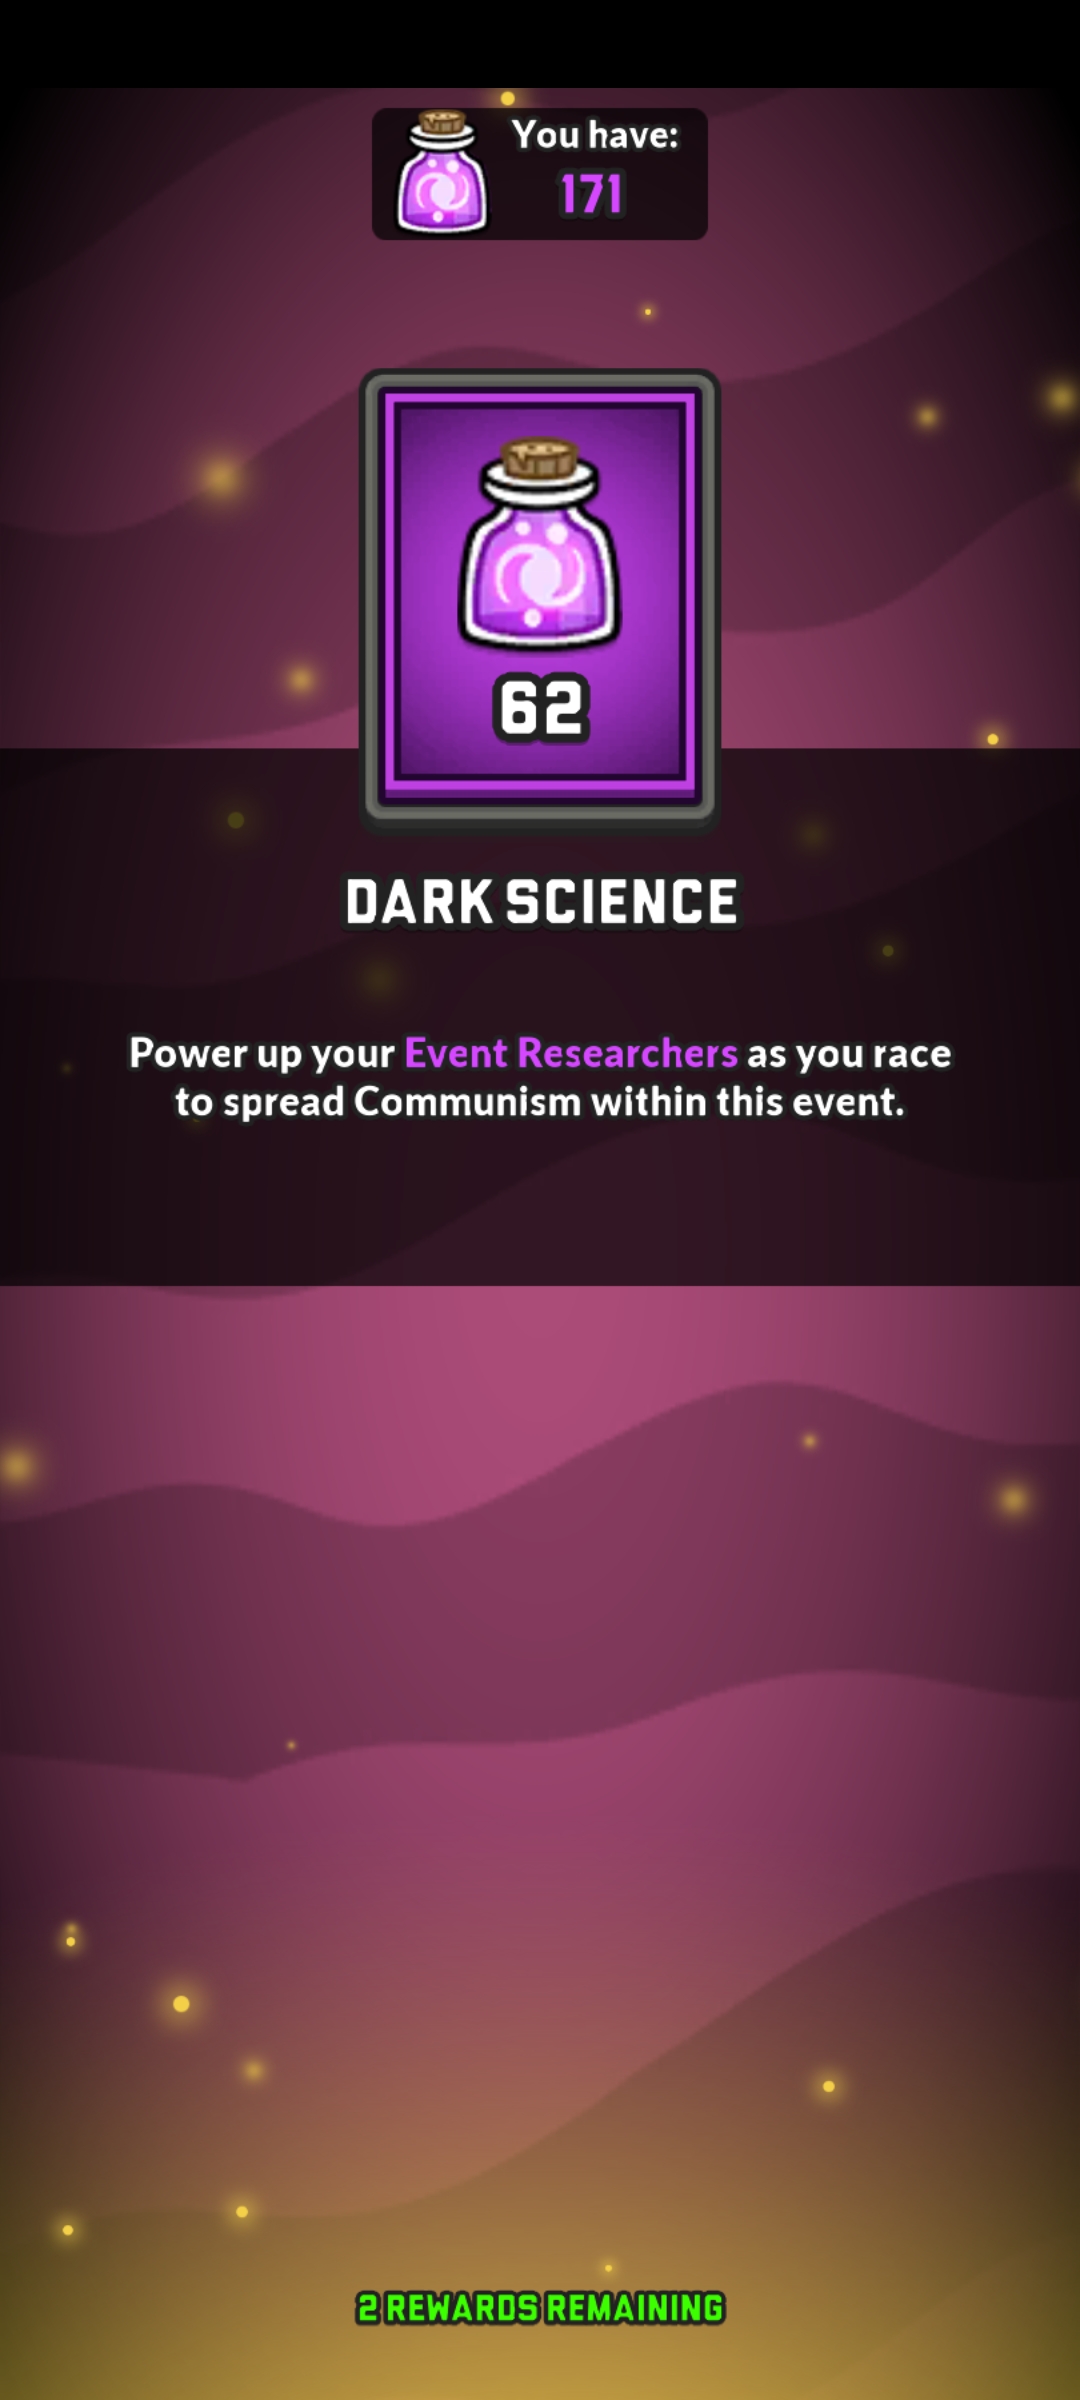 You have:
171
62
DARK SCIENCE
Power up your Event Researchers as you race
to spread Communism within this event.
2 REWARDS REMAINING